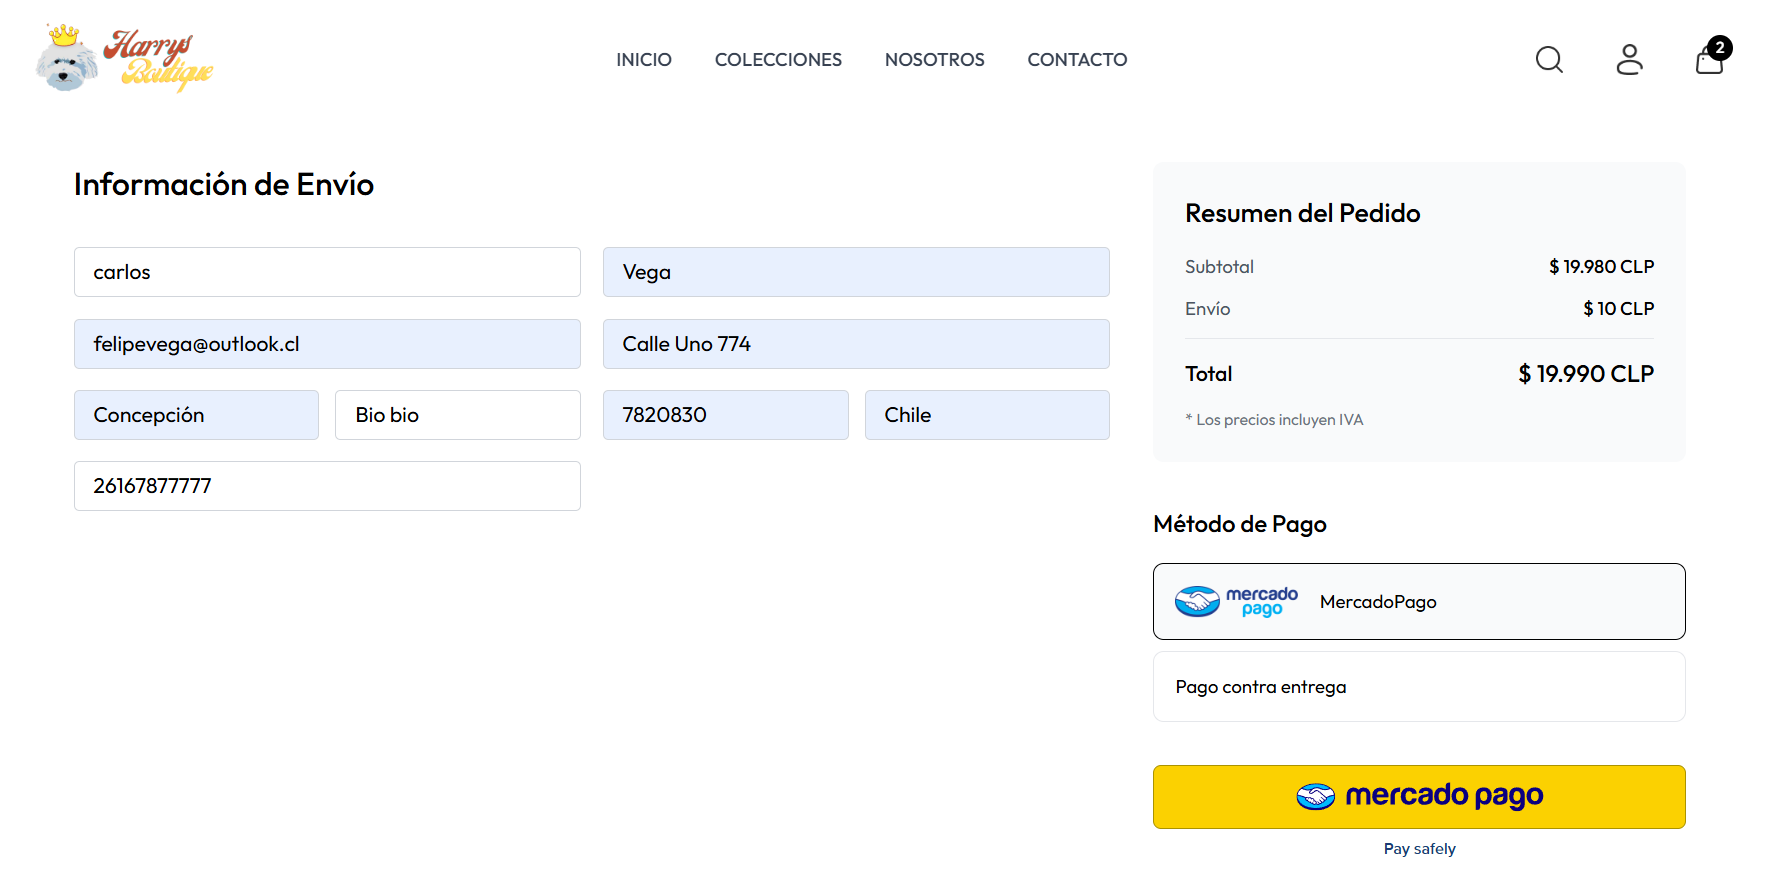 Harrys
Boutique
INICIO COLECCIONES NOSOTROS CONTACTO
2
Información de Envío
carlos
Vega
felipevega@outlook.cl
Calle Uno 774
Concepción
Bio bio
7820830
Chile
26167877777
Resumen del Pedido
Subtotal $ 19.980 CLP
Envío $ 10 CLP
Total $ 19.990 CLP
* Los precios incluyen IVA
Método de Pago
mercado
pago
MercadoPago
Pago contra entrega
mercado pago
Pay safely